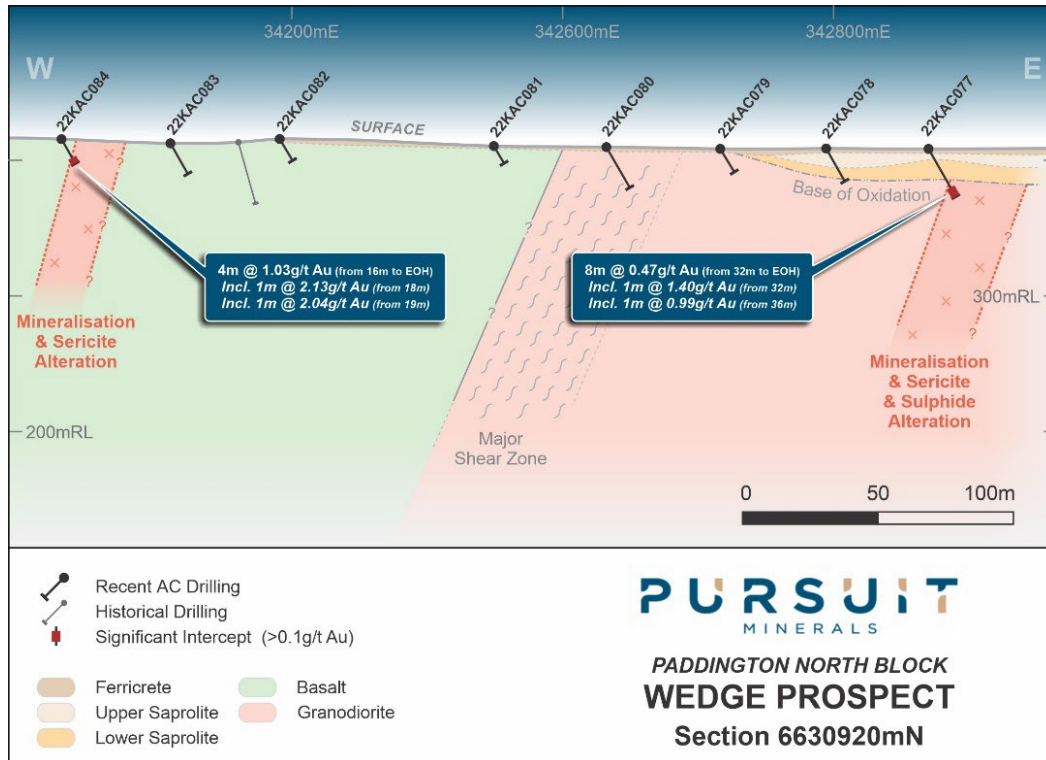 34200mE
342600mE
342800mE
W
E
22KAC084
22KAC083
22KAC082
22KAC081
22KAC080
22KAC079
22KAC078
22KAC077
SURFACE
Base of Oxidation
?
?
?
?
?
?
?
?
4m @ 1.03g/t Au (from 16m to EOH)
Incl. 1m @ 2.13g/t Au (from 18m)
Incl. 1m @ 2.04g/t Au (from 19m)
8m @ 0.47g/t Au (from 32m to EOH)
Incl. 1m @ 1.40g/t Au (from 32m)
Incl. 1m @ 0.99g/t Au (from 36m)
300mRL
Mineralisation
& Sericite
Alteration
Mineralisation
& Sericite
& Sulphide
Alteration
200mRL
Major
Shear Zone
0 50 100m
Recent AC Drilling
Historical Drilling
Significant Intercept (>0.1g/t Au)
Ferricrete
Upper Saprolite
Lower Saprolite
Basalt
Granodiorite
PURSUIT
MINERALS
PADDINGTON NORTH BLOCK
WEDGE PROSPECT
Section 6630920mN